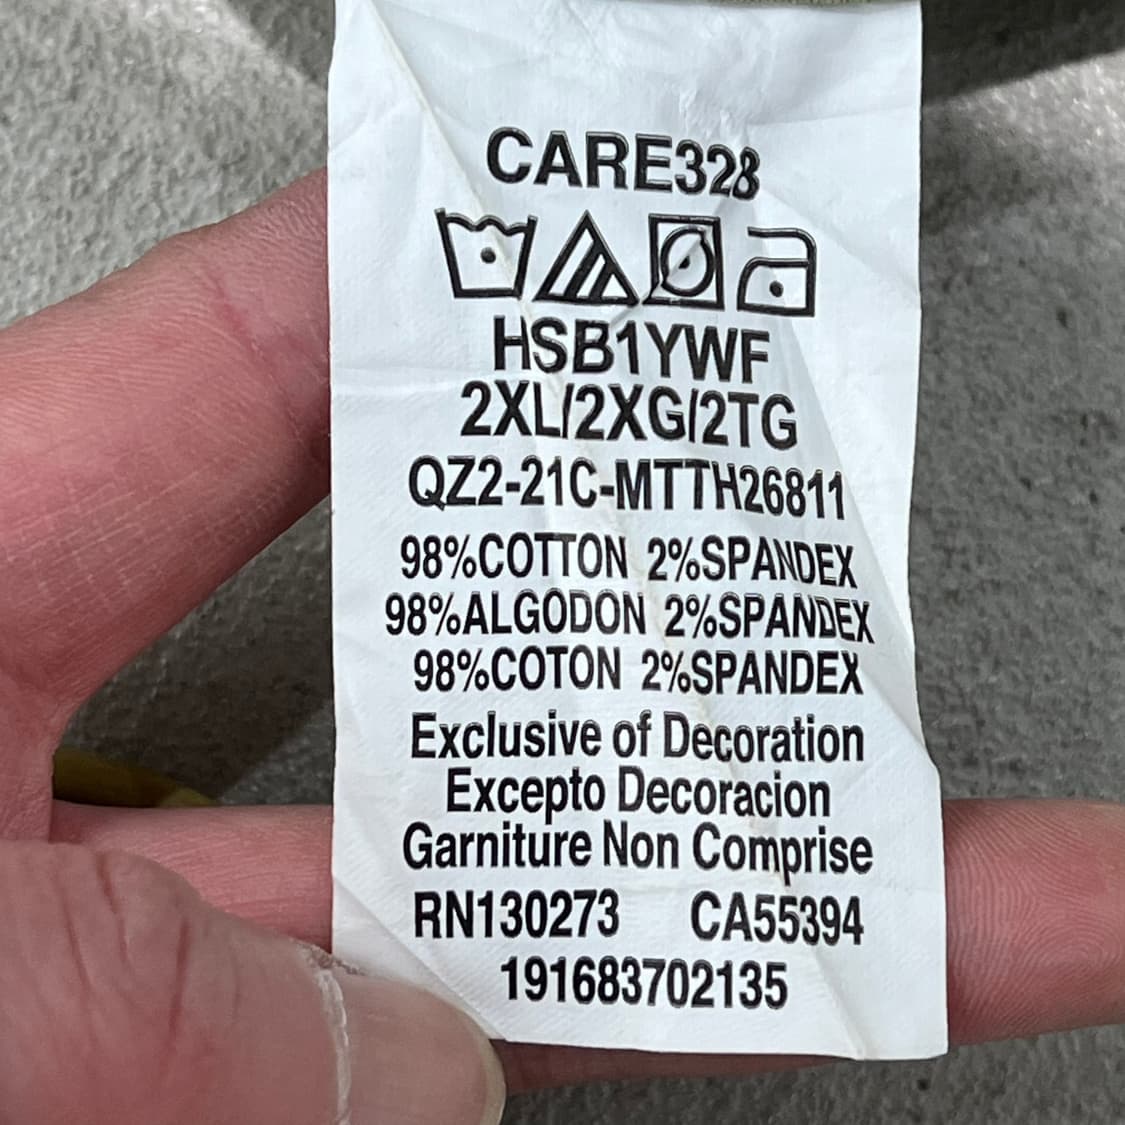 CARE328
HSB1YWF
2XL/2XG/2TG
QZ2-21C-MTTH26811
98%COTTON 2%SPANDEX
98%ALGODON 2%SPANDEX
98%COTON 2%SPANDEX
Exclusive of Decoration
Excepto Decoracion
Garniture Non Comprise
RN130273 CA55394
191683702135